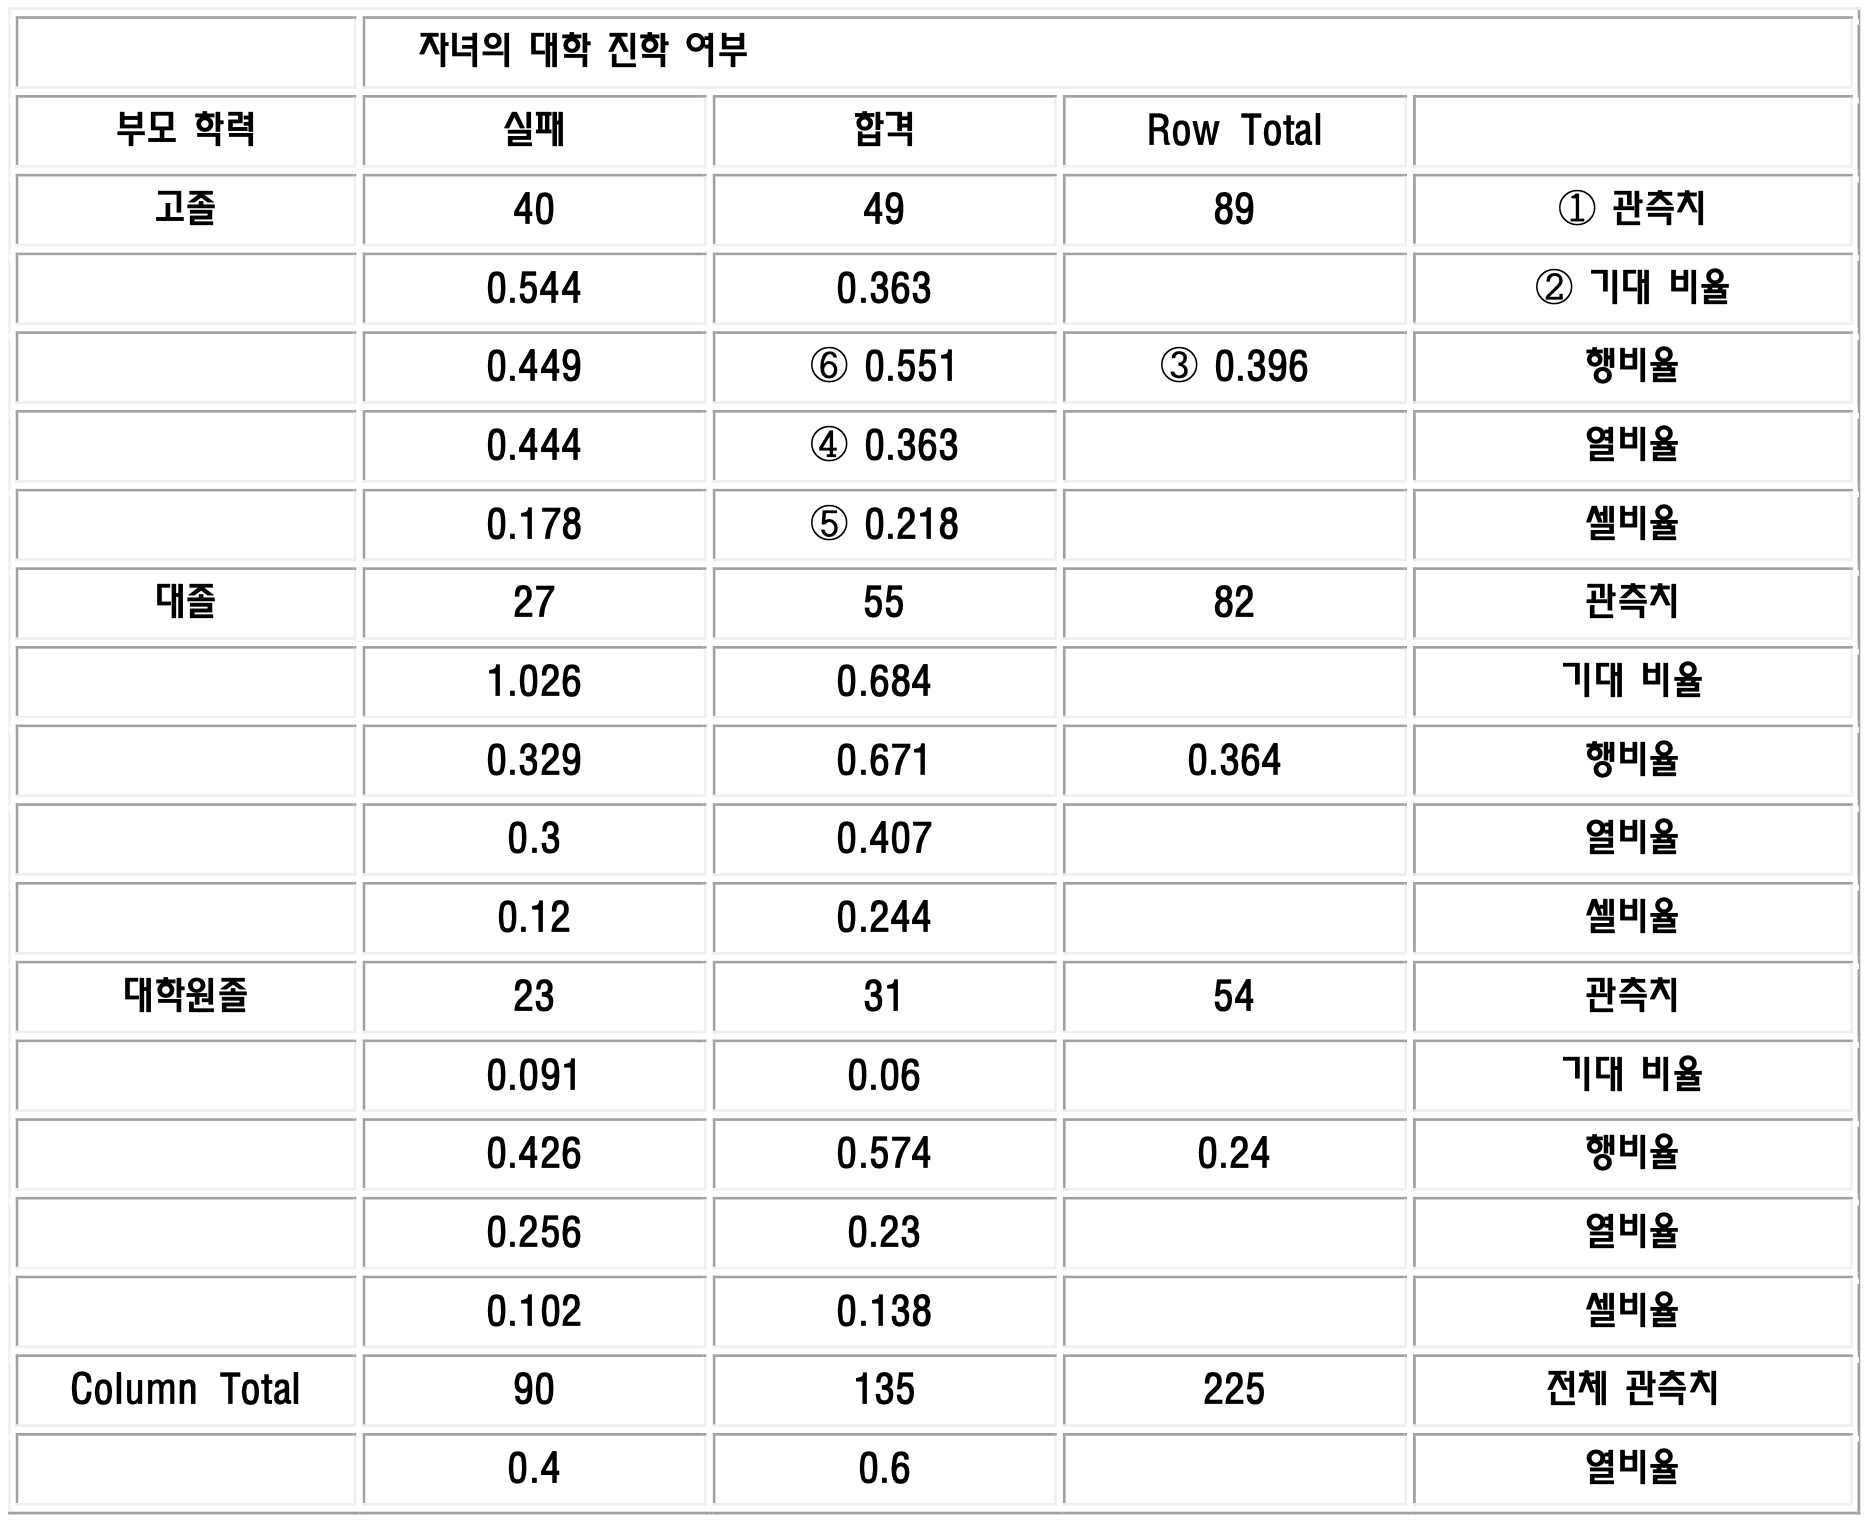 자녀의 대학 진학 여부
부모 학력 실패 합격 Row Total
고졸 40 49 89 ① 관측치
0.544 0.363 ② 기대 비율
0.449 ⑥ 0.551 ③ 0.396 행비율
0.444 ④ 0.363 열비율
0.178 ⑤ 0.218 셀비율
대졸 27 55 82 관측치
1.026 0.684 기대 비율
0.329 0.671 0.364 행비율
0.3 0.407 열비율
0.12 0.244 셀비율
대학원졸 23 31 54 관측치
0.091 0.06 기대 비율
0.426 0.574 0.24 행비율
0.256 0.23 열비율
0.102 0.138 셀비율
Column Total 90 135 225 전체 관측치
0.4 0.6 열비율